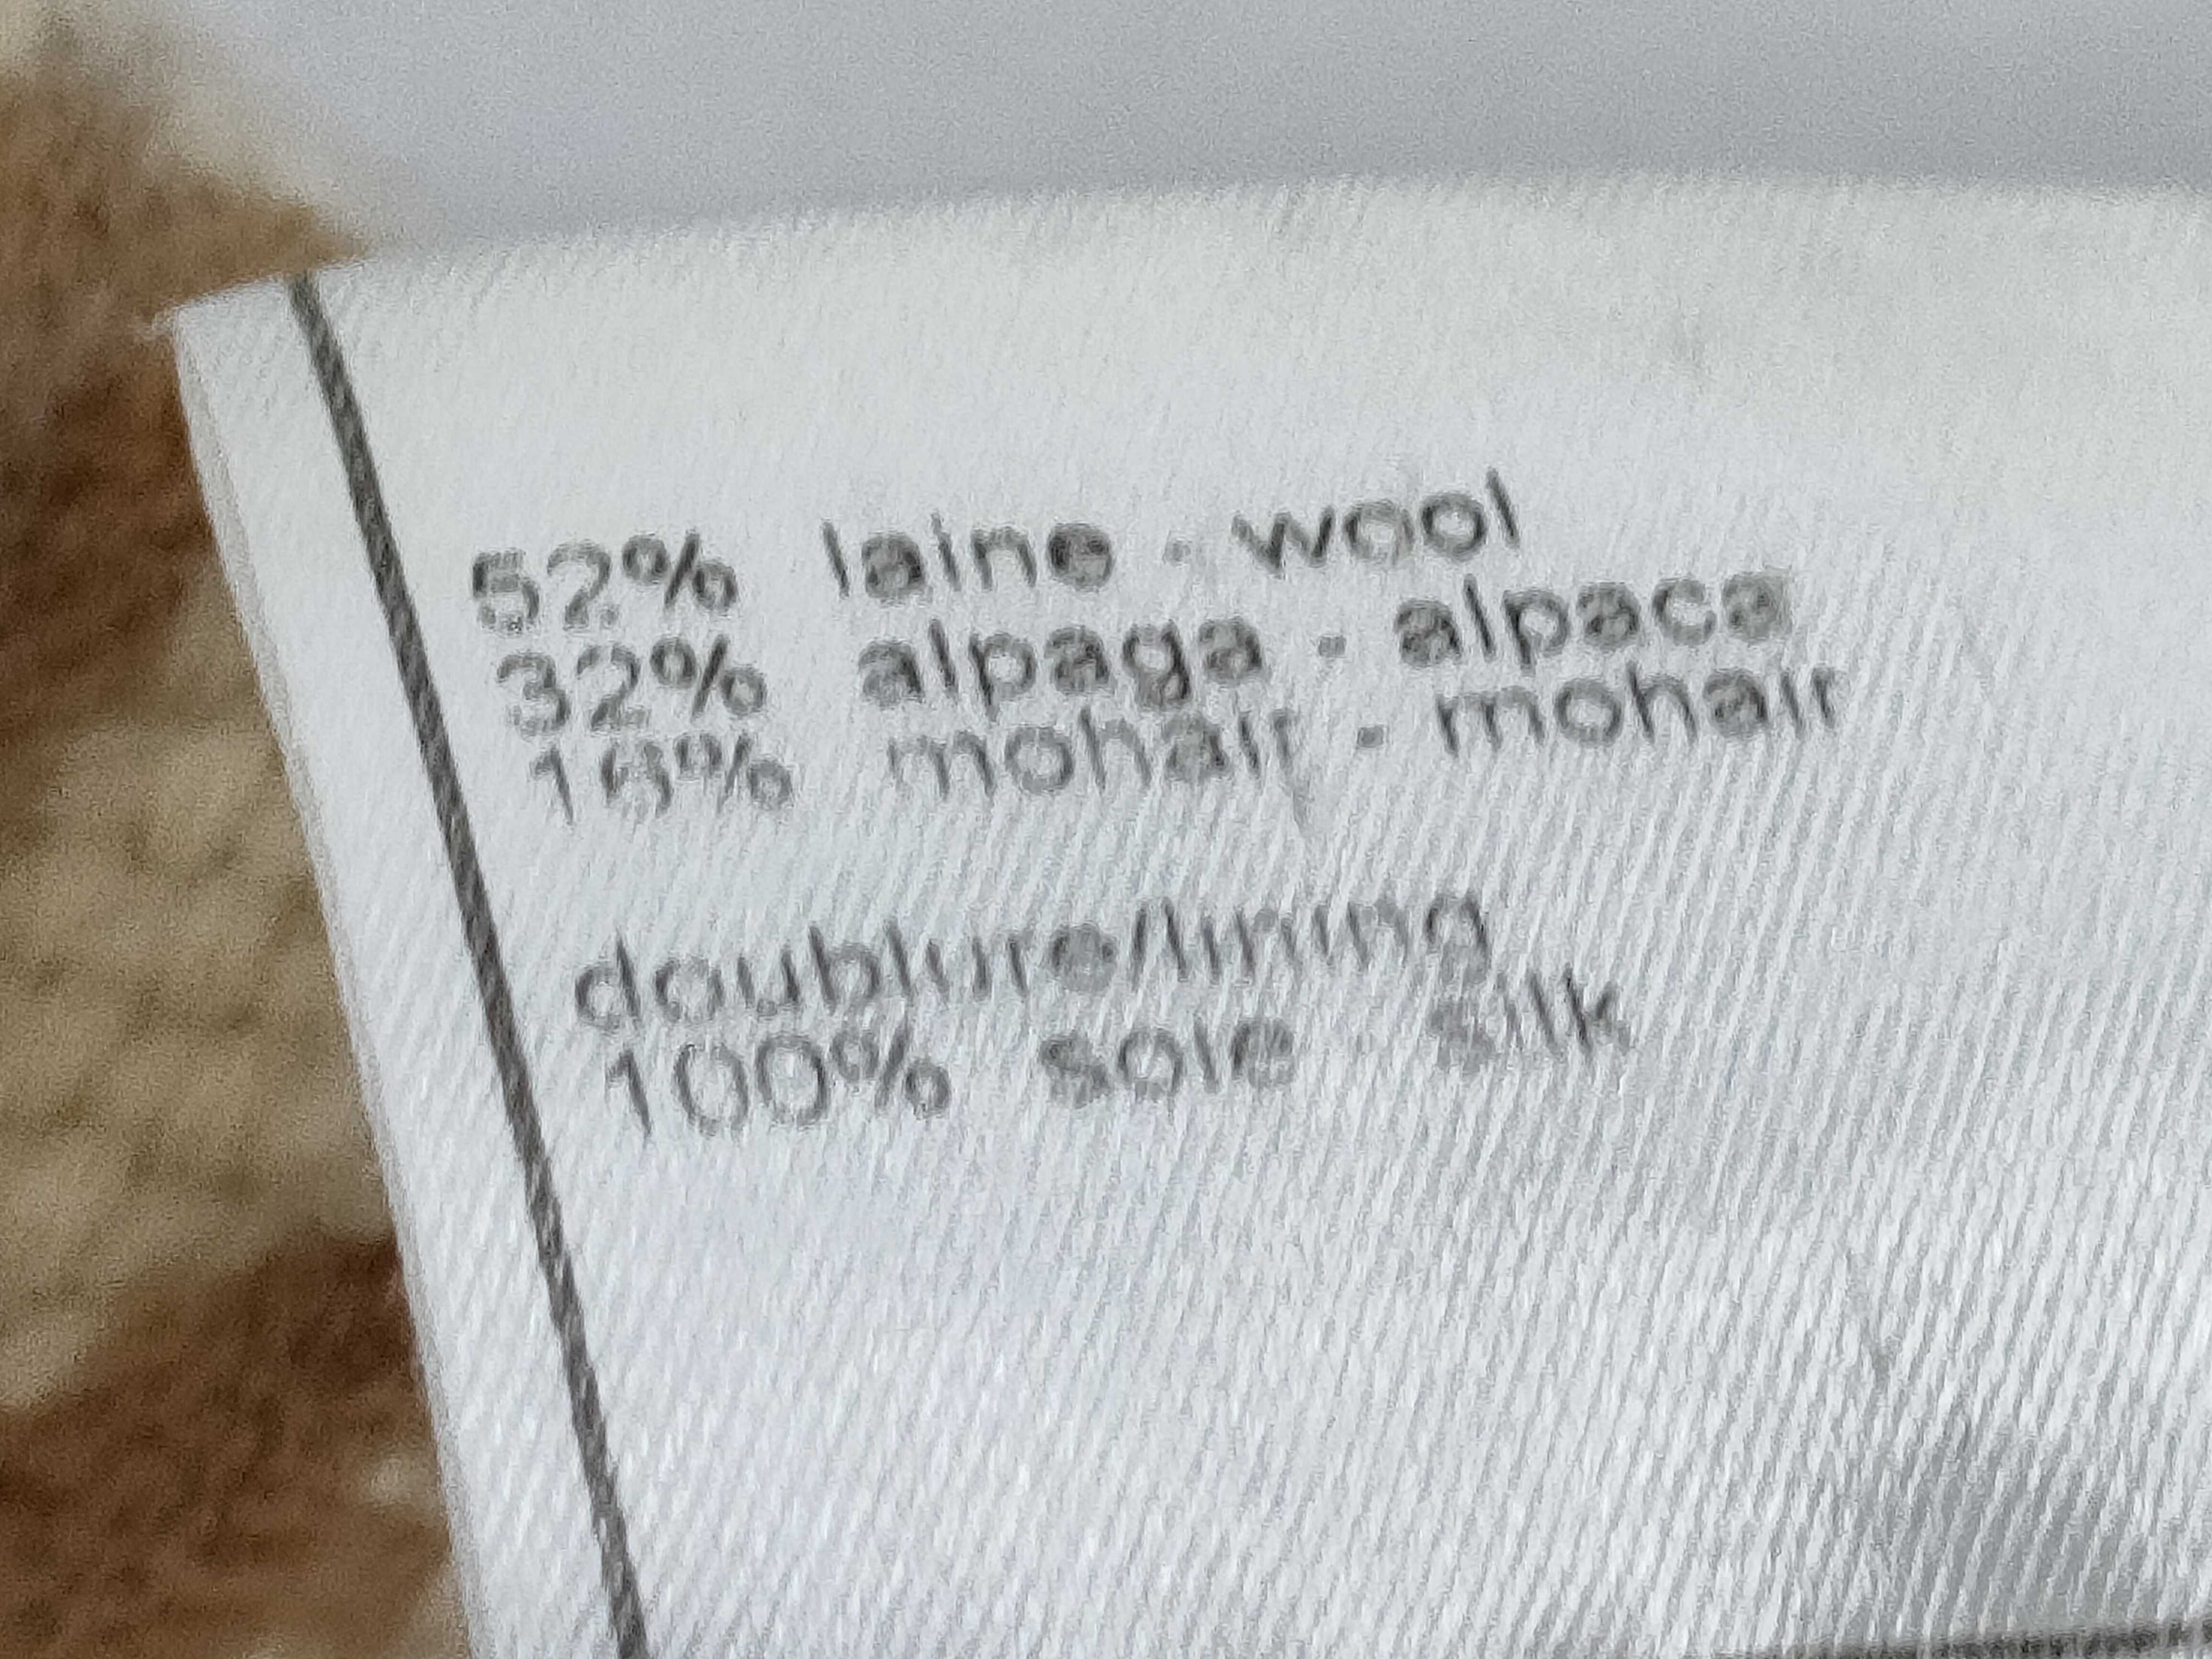 52% laine - wool
32% alpaga - alpaca
16% mohair - mohair
doublure/lining
100% soie - silk